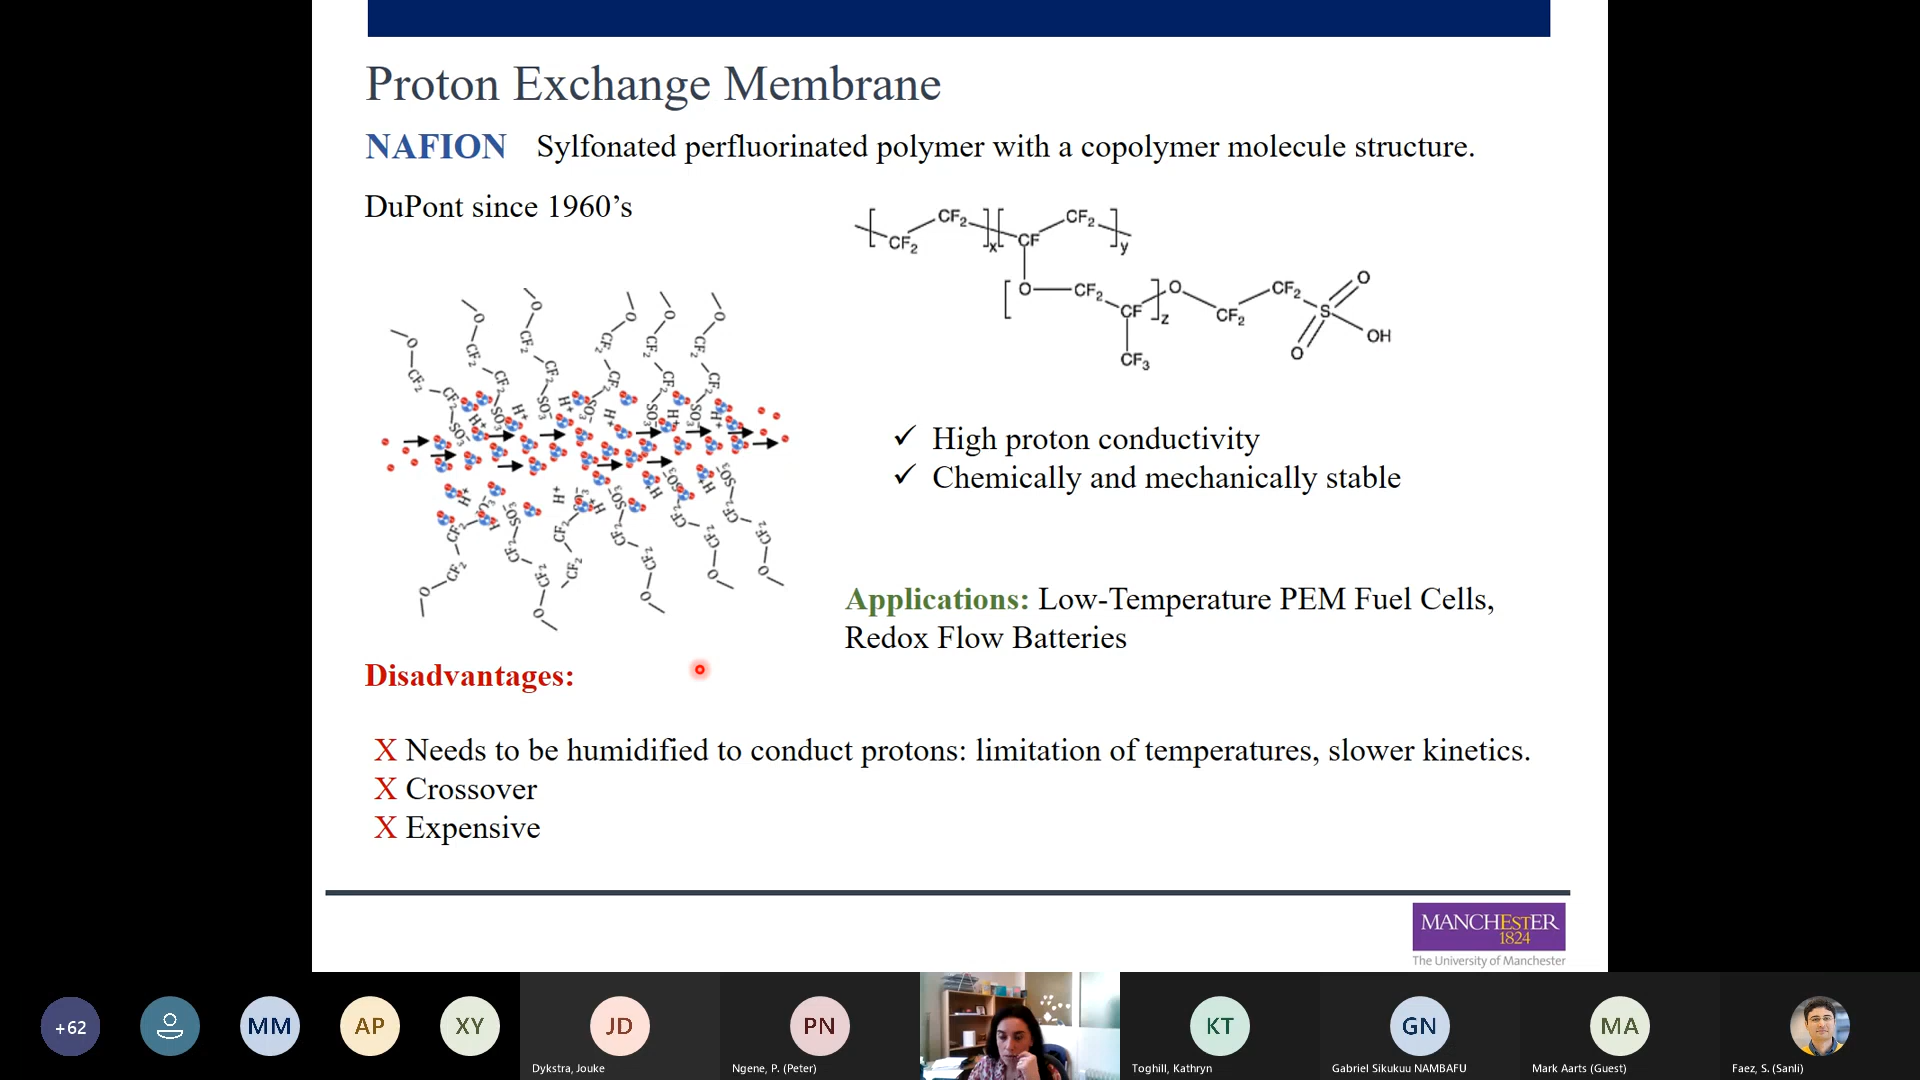 Proton Exchange Membrane
NAFION Sylfonated perfluorinated polymer with a copolymer molecule structure.
DuPont since 1960’s
CF2 CF2 x CF CF2 y
O CF2 CF z O CF2 CF2 S O O OH
CF3
✓ High proton conductivity
✓ Chemically and mechanically stable
Applications: Low-Temperature PEM Fuel Cells,
Redox Flow Batteries
Disadvantages:
X Needs to be humidified to conduct protons: limitation of temperatures, slower kinetics.
X Crossover
X Expensive
MANCHESTER
1824
The University of Manchester
+62
MM
AP
XY
JD
PN
KT
GN
MA
Dykstra, Jouke
Ngene, P. (Peter)
Toghill, Kathryn
Gabriel Sikukuu NAMBAFU
Mark Aarts (Guest)
Faez, S. (Sanli)